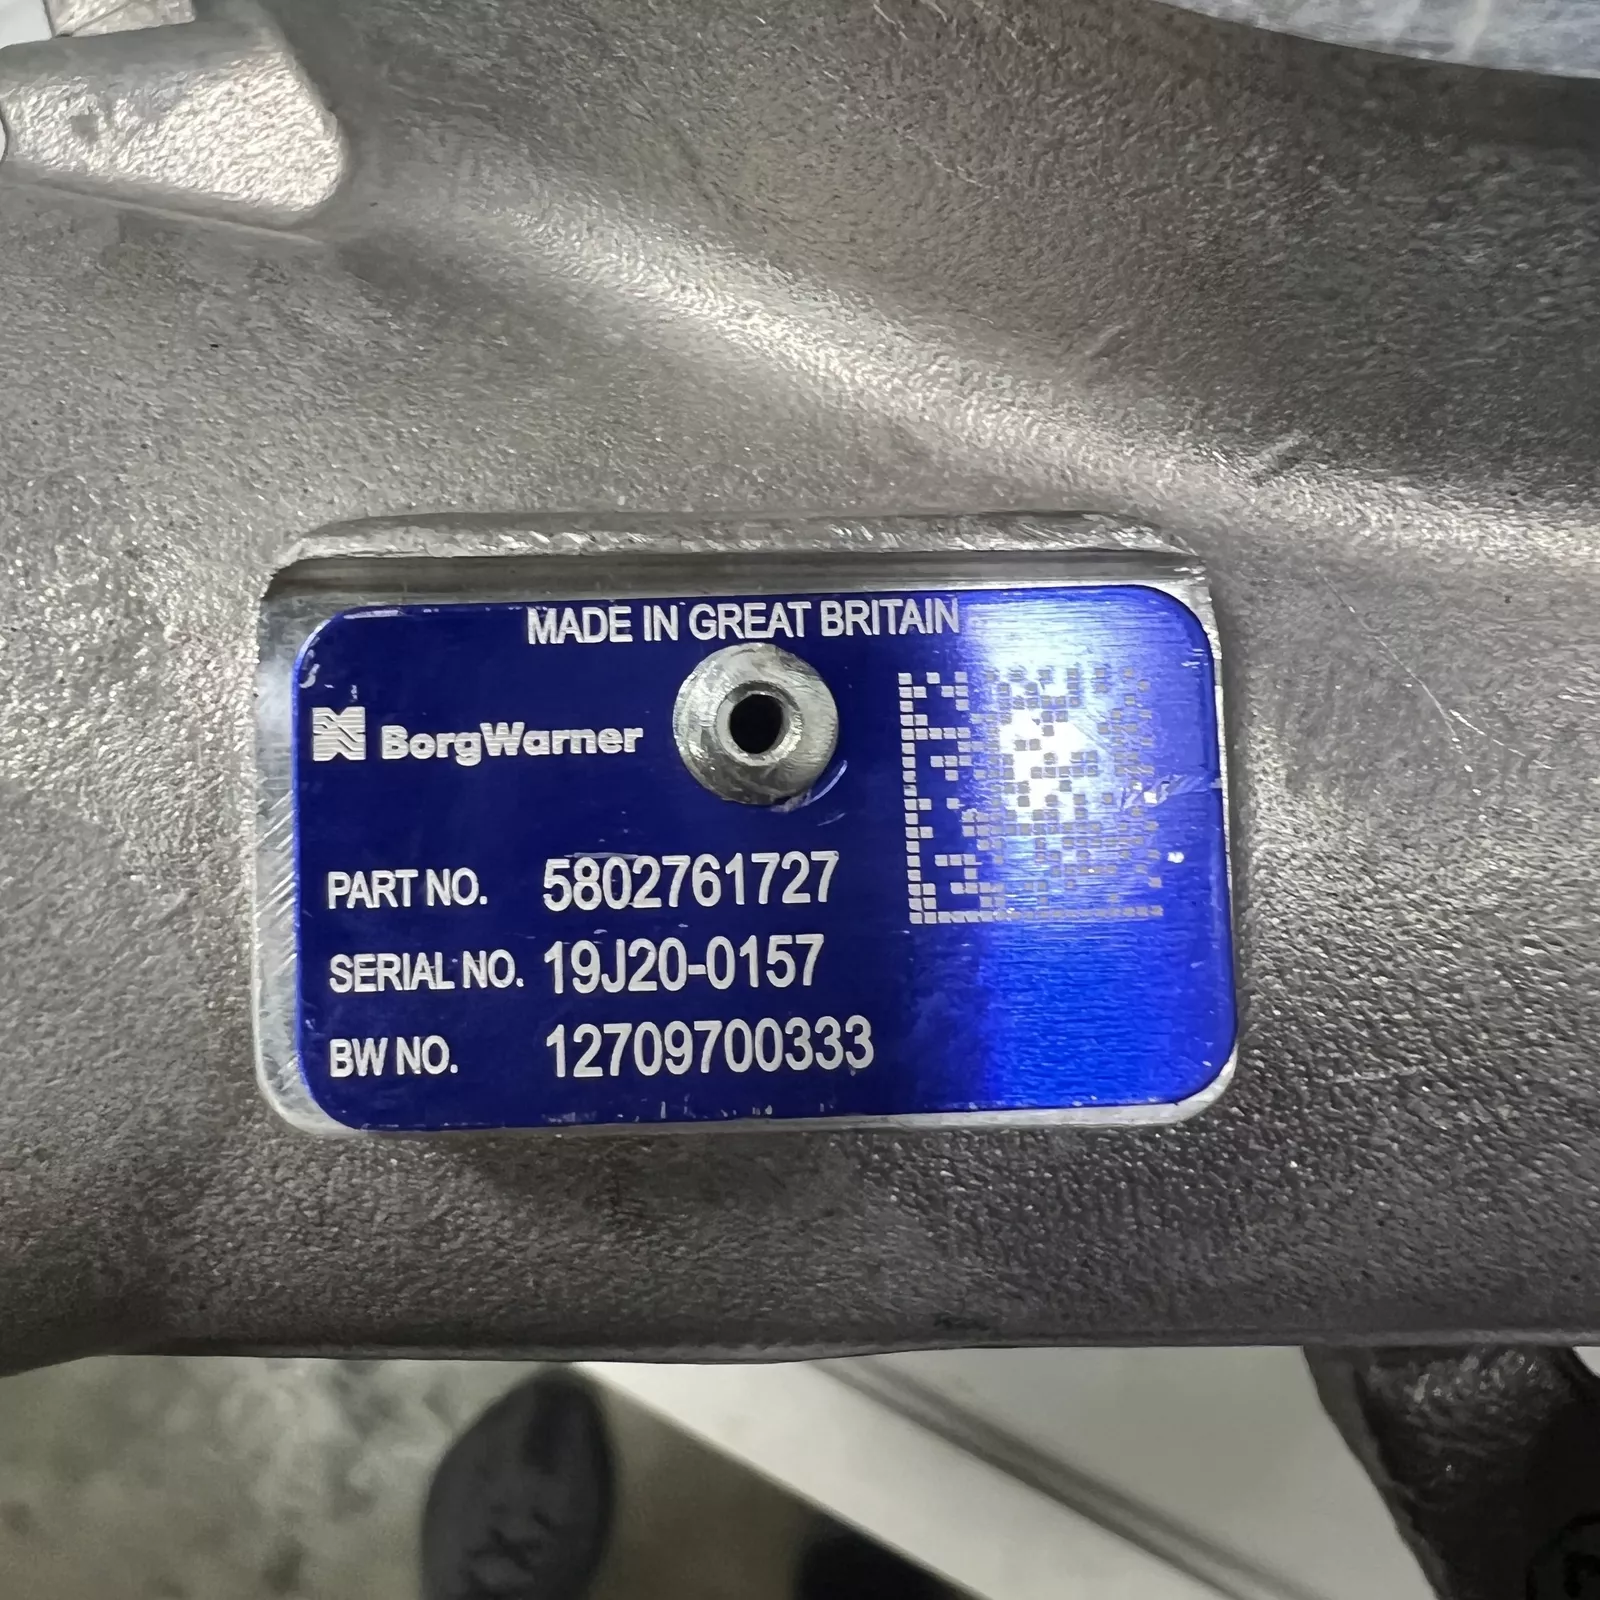 MADE IN GREAT BRITAIN
BorgWarner
PART NO. 5802761727
SERIAL NO. 19J20-0157
BW NO. 12709700333